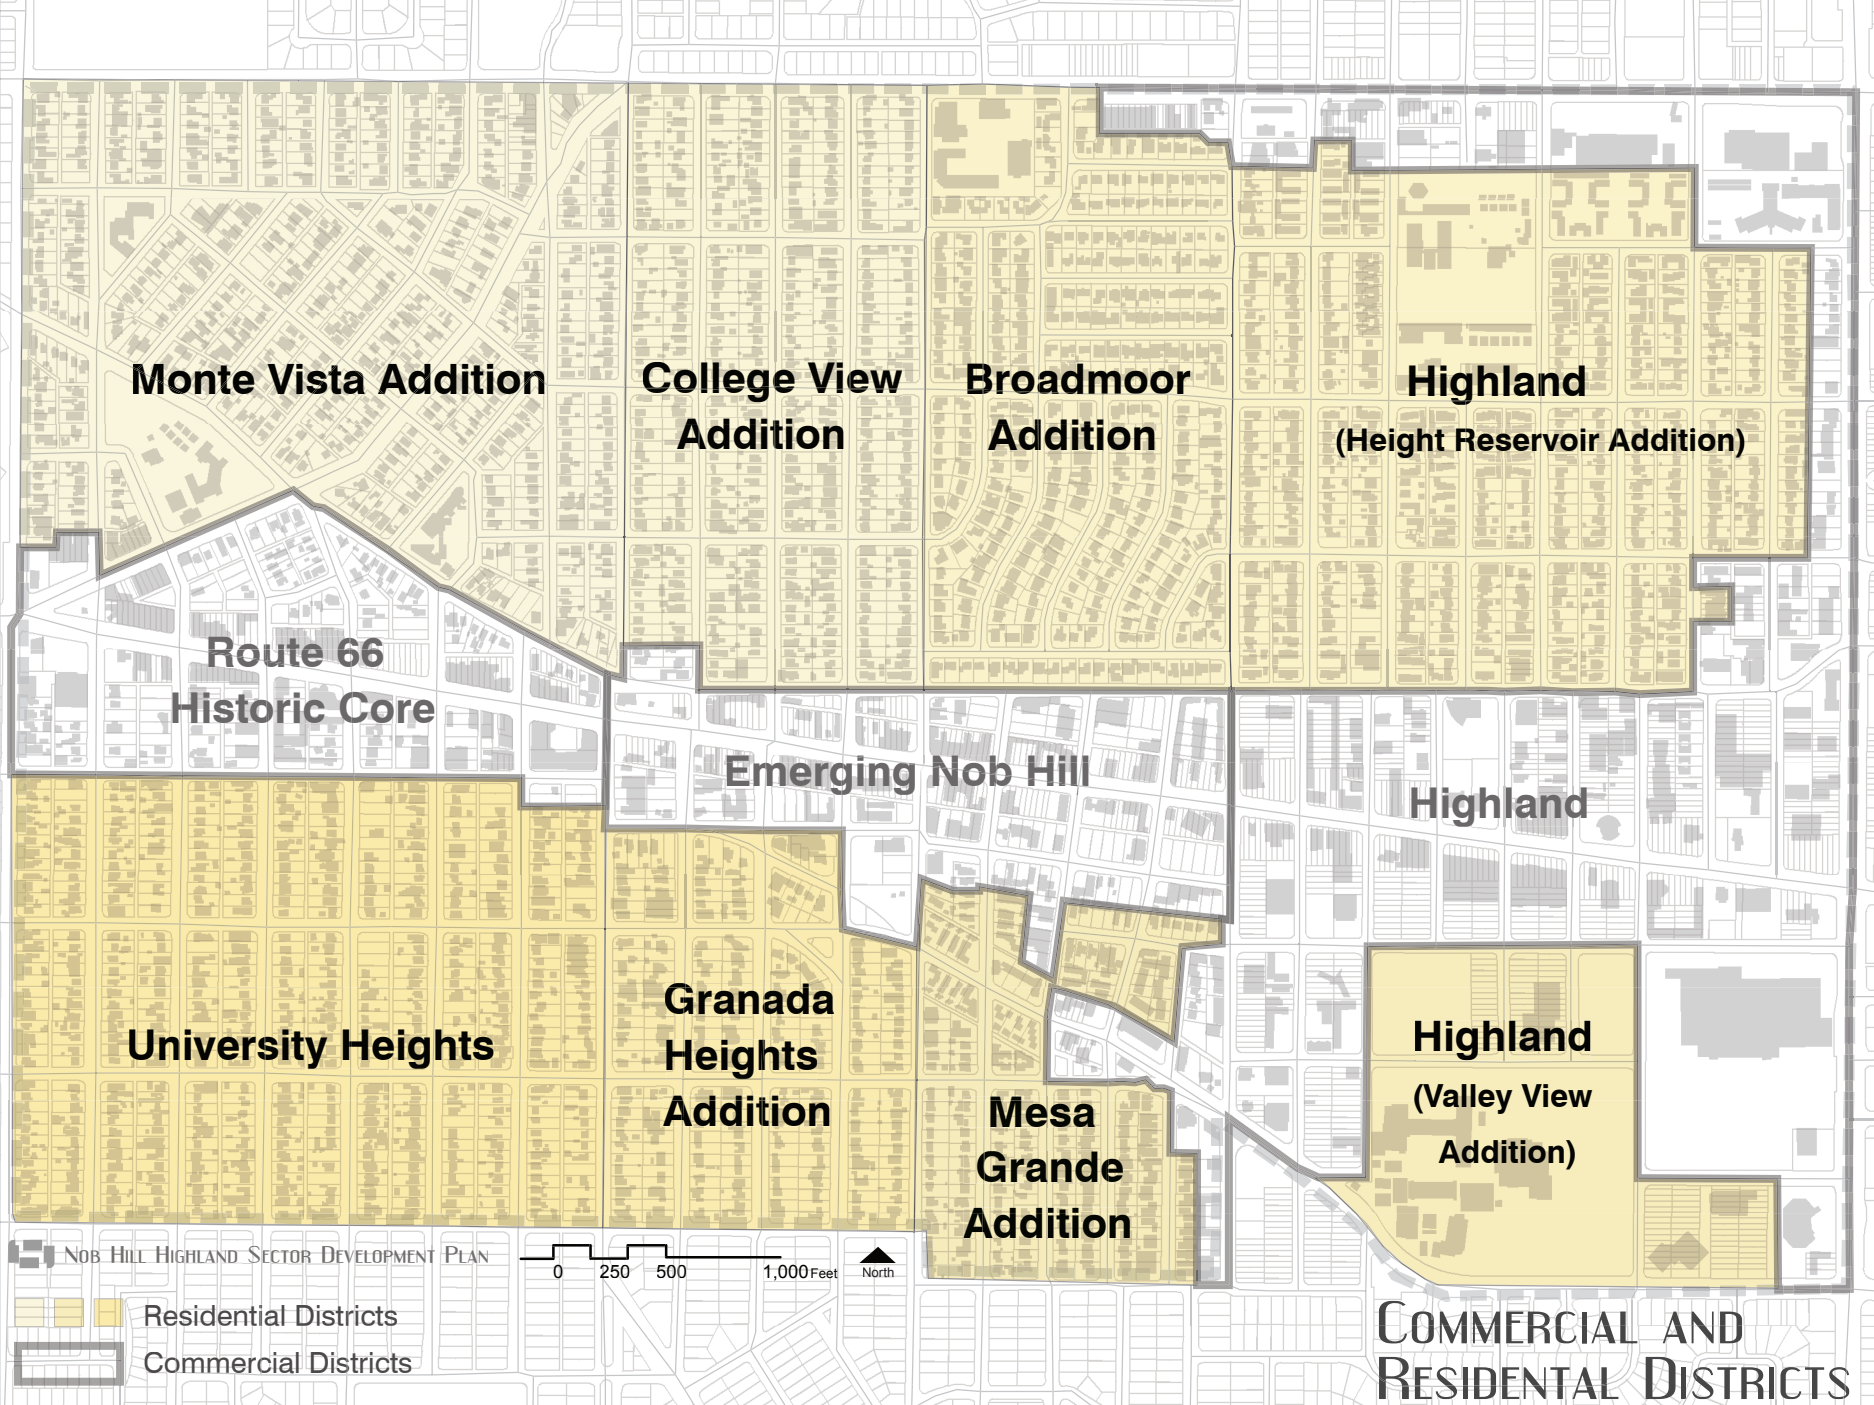 Monte Vista Addition
College View
Addition
Broadmoor
Addition
Highland
(Height Reservoir Addition)
Route 66
Historic Core
Emerging Nob Hill
Highland
University Heights
Granada
Heights
Addition
Mesa
Grande
Addition
Highland
(Valley View
Addition)
NOB HILL HIGHLAND SECTOR DEVELOPMENT PLAN
0 250 500 1,000 Feet
North
Residential Districts
Commercial Districts
COMMERCIAL AND
RESIDENTAL DISTRICTS